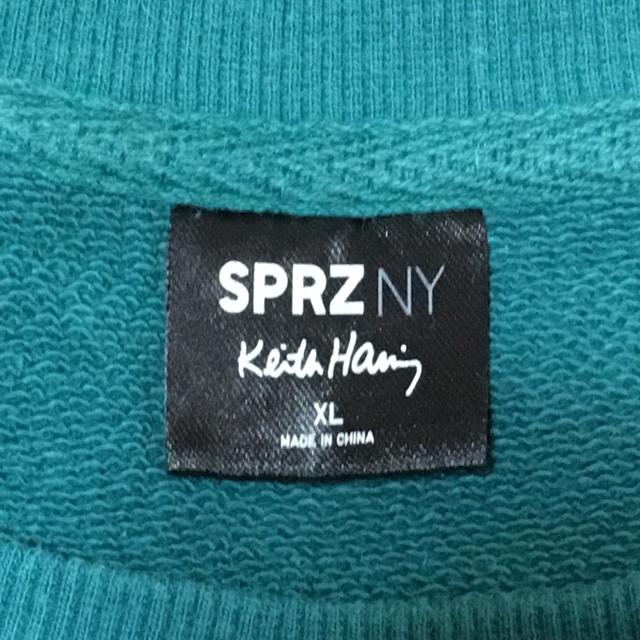 SPRZ NY
Keith Haring
XL
MADE IN CHINA